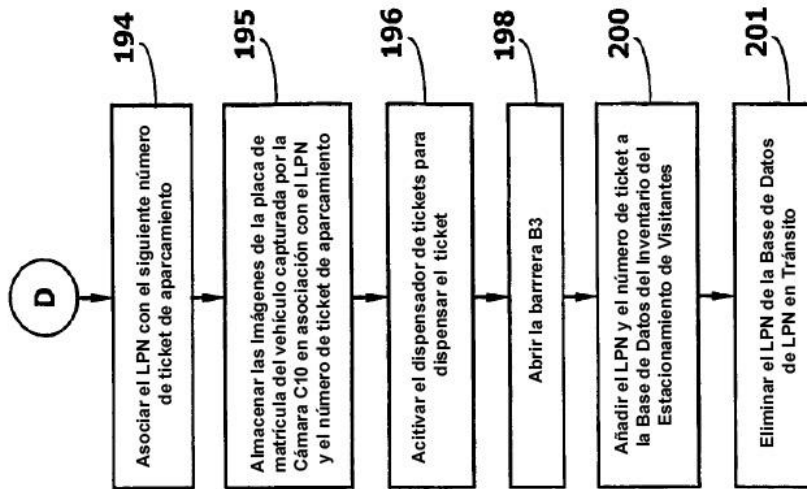 D
194
Asociar el LPN con el siguiente número
de ticket de aparcamiento
195
Almacenar las Imágenes de la placa de
matrícula del vehículo capturada por la
Cámara C10 en asociación con el LPN
y el número de ticket de aparcamiento
196
Acitivar el dispensador de tickets para
dispensar el ticket
198
Abrir la barrrera B3
200
Añadir el LPN y el número de ticket a
la Base de Datos del Inventario del
Estacionamiento de Visitantes
201
Eliminar el LPN de la Base de Datos
de LPN en Tránsito